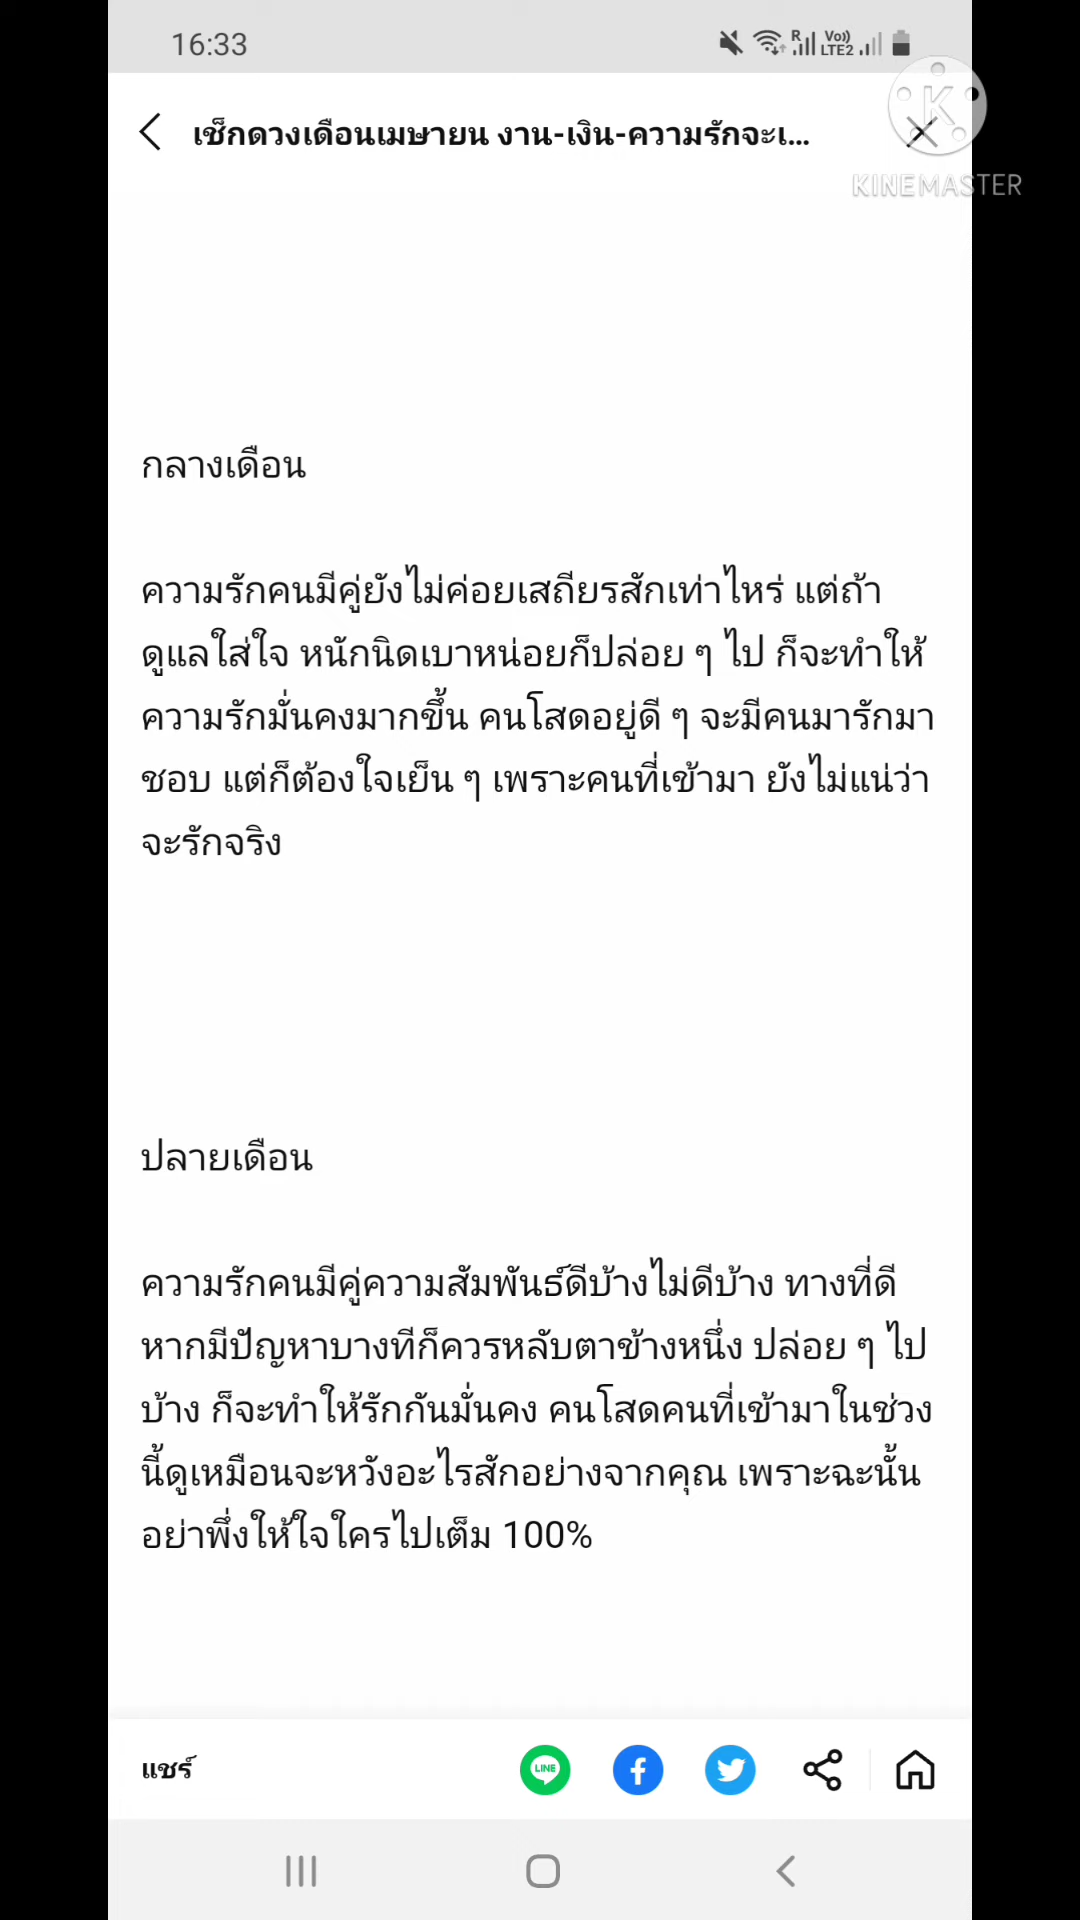 16:33
R
Vo))
LTE2
เช็กดวงเดือนเมษายน งาน-เงิน-ความรักจะเ...
K
KINEMASTER
กลางเดือน
ความรักคนมีคู่ยังไม่ค่อยเสถียรสักเท่าไหร่ แต่ถ้า
ดูแลใส่ใจ หนักนิดเบาหน่อยก็ปล่อย ๆ ไป ก็จะทำให้
ความรักมั่นคงมากขึ้น คนโสดอยู่ดี ๆ จะมีคนมารักมา
ชอบ แต่ก็ต้องใจเย็น ๆ เพราะคนที่เข้ามา ยังไม่แน่ว่า
จะรักจริง
ปลายเดือน
ความรักคนมีคู่ความสัมพันธ์ดีบ้างไม่ดีบ้าง ทางที่ดี
หากมีปัญหาบางทีก็ควรหลับตาข้างหนึ่ง ปล่อย ๆ ไป
บ้าง ก็จะทำให้รักกันมั่นคง คนโสดคนที่เข้ามาในช่วง
นี้ดูเหมือนจะหวังอะไรสักอย่างจากคุณ เพราะฉะนั้น
อย่าพึ่งให้ใจใครไปเต็ม 100%
แชร์
LINE